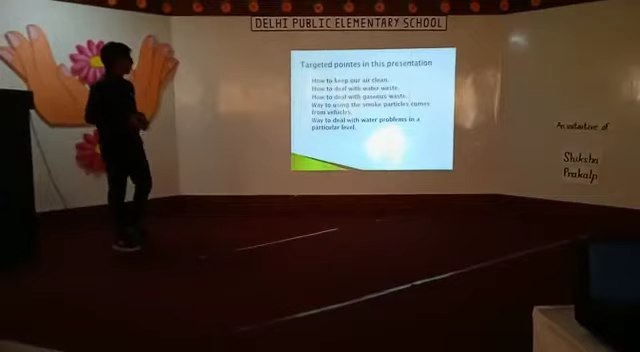 DELHI PUBLIC ELEMENTARY SCHOOL
Targeted pointes in this presentation
How to keep our air clean.
How to deal with water waste.
How to deal with gaseous waste.
Way to using the smoke particles comes
from vehicles.
Way to deal with water problems in a
particular level.
of
Shiksha
Prakalp